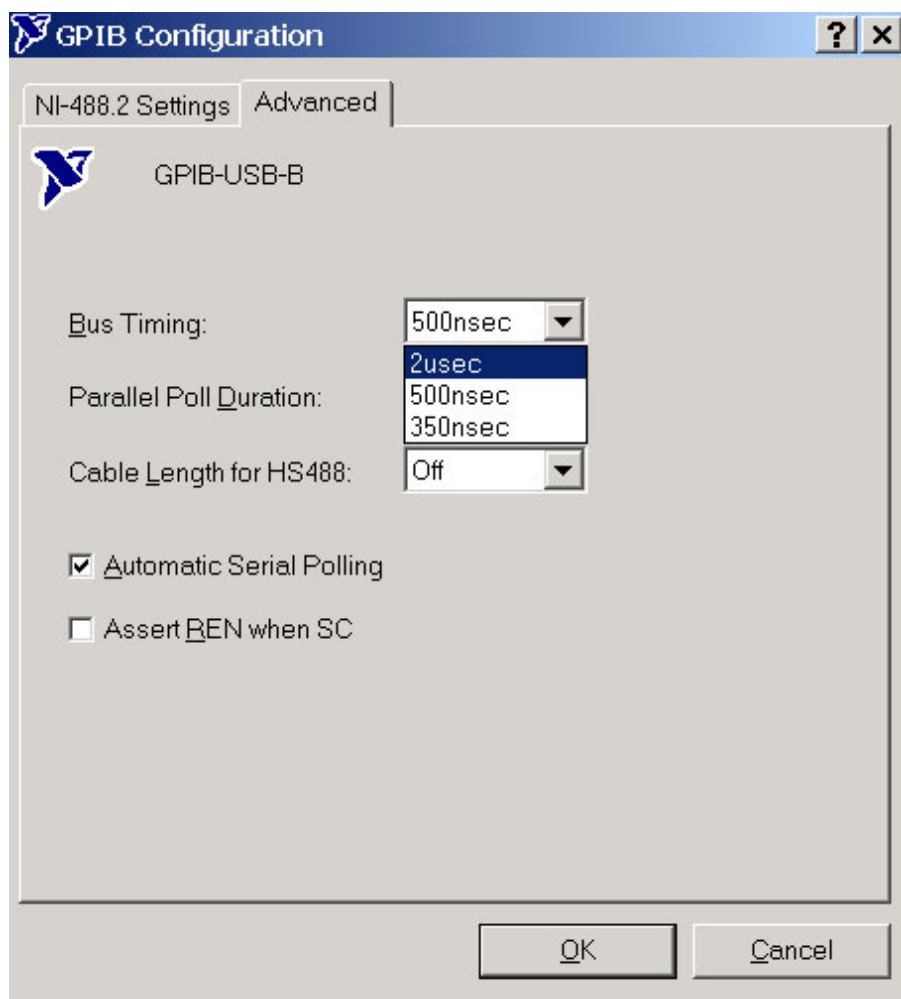 GPIB Configuration
NI-488.2 Settings
Advanced
GPIB-USB-B
Bus Timing:
500nsec
2usec
500nsec
350nsec
Parallel Poll Duration:
Cable Length for HS488:
Off
Automatic Serial Polling
Assert REN when SC
OK
Cancel